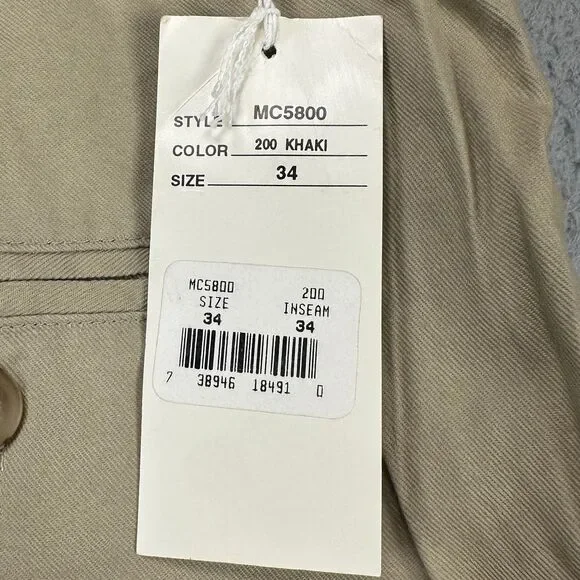 STYLE MC5800
COLOR 200 KHAKI
SIZE 34
MC5800 200
SIZE INSEAM
34 34
7 38946 18491 0